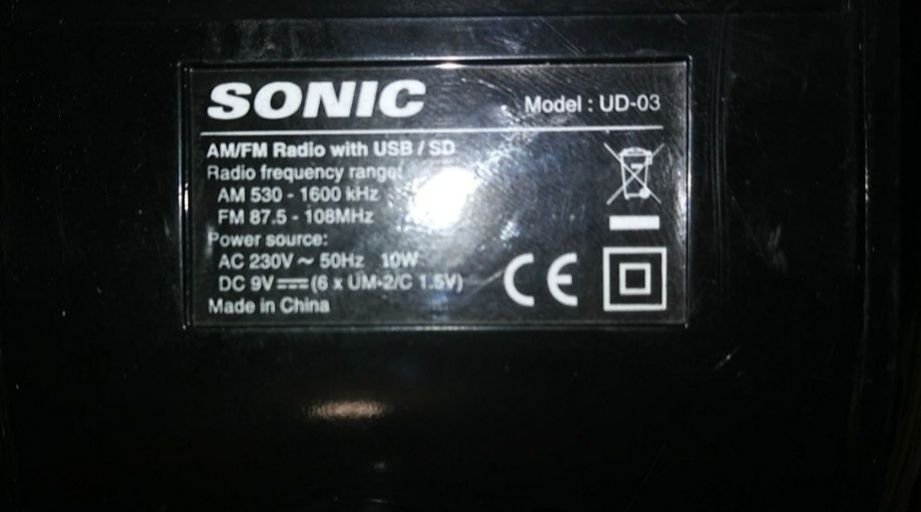 SONIC
Model : UD-03
AM/FM Radio with USB / SD
Radio frequency range:
AM 530 - 1600 kHz
FM 87.5 - 108MHz
Power source:
AC 230V ~ 50Hz 10W
DC 9V ⎓ (6 x UM-2/C 1.5V)
Made in China
CE